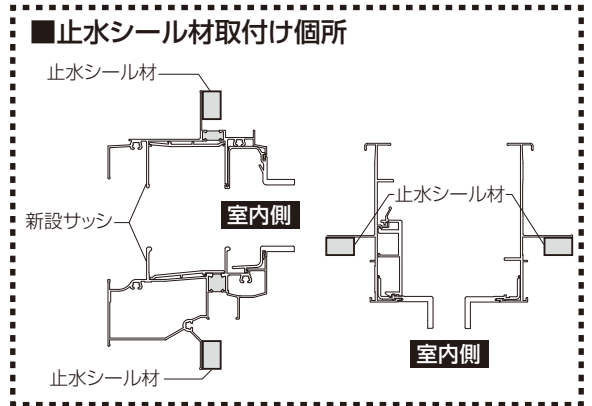 ■止水シール材取付け個所
止水シール材
新設サッシ
室内側
止水シール材
止水シール材
室内側